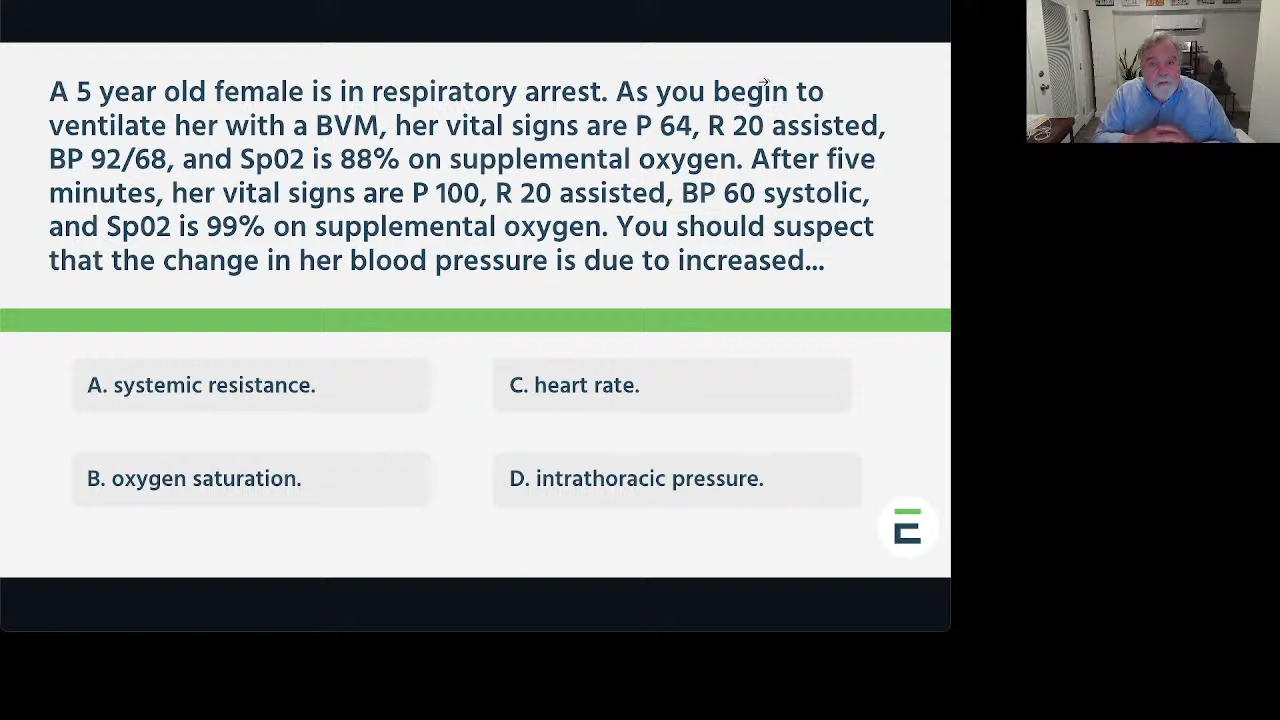 A 5 year old female is in respiratory arrest. As you begin to
ventilate her with a BVM, her vital signs are P 64, R 20 assisted,
BP 92/68, and Sp02 is 88% on supplemental oxygen. After five
minutes, her vital signs are P 100, R 20 assisted, BP 60 systolic,
and Sp02 is 99% on supplemental oxygen. You should suspect
that the change in her blood pressure is due to increased...
A. systemic resistance.
C. heart rate.
B. oxygen saturation.
D. intrathoracic pressure.